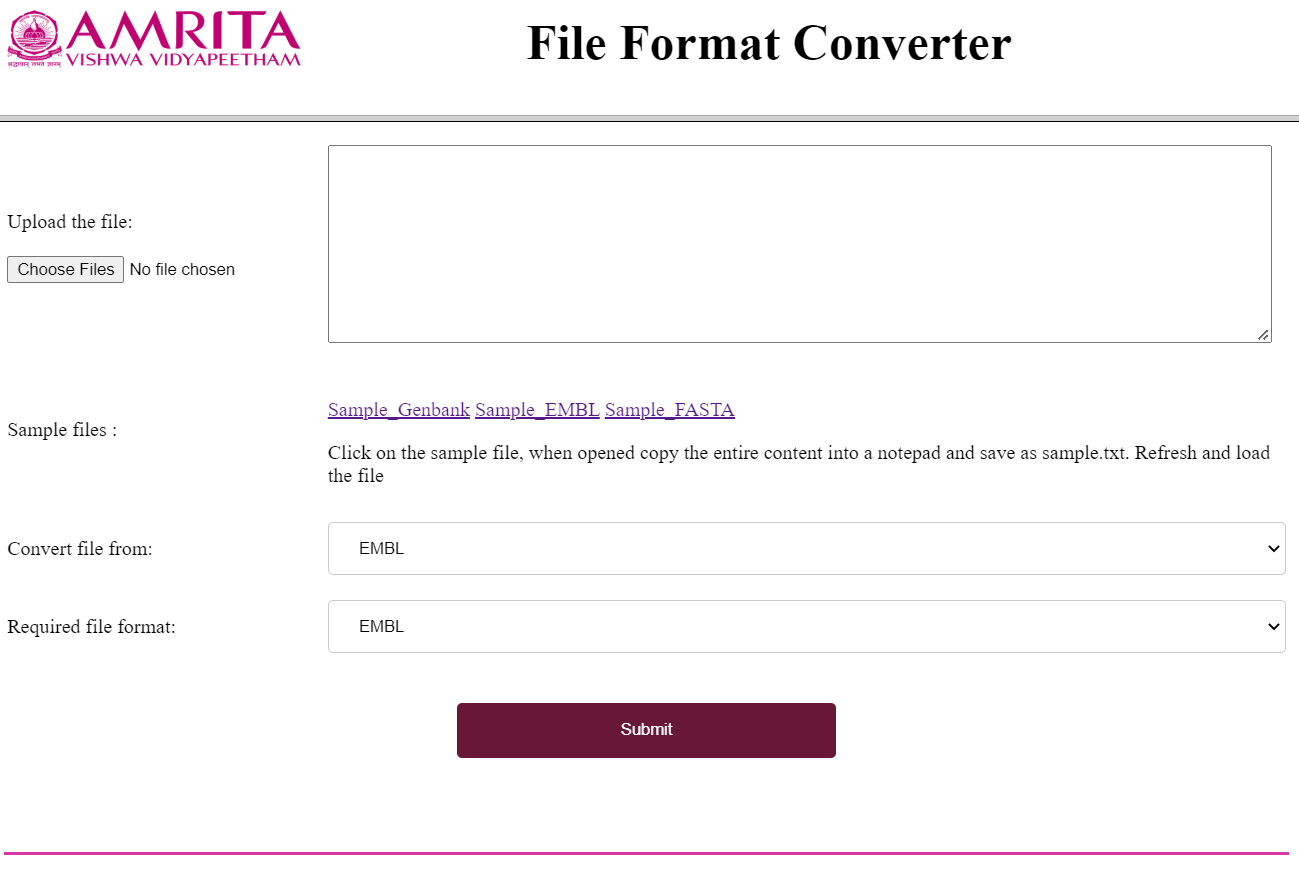 AMRITA
VISHWA VIDYAPEETHAM
File Format Converter
Upload the file:
Choose Files No file chosen
Sample files :
Sample_Genbank Sample_EMBL Sample_FASTA
Click on the sample file, when opened copy the entire content into a notepad and save as sample.txt. Refresh and load
the file
Convert file from:
EMBL
Required file format:
EMBL
Submit